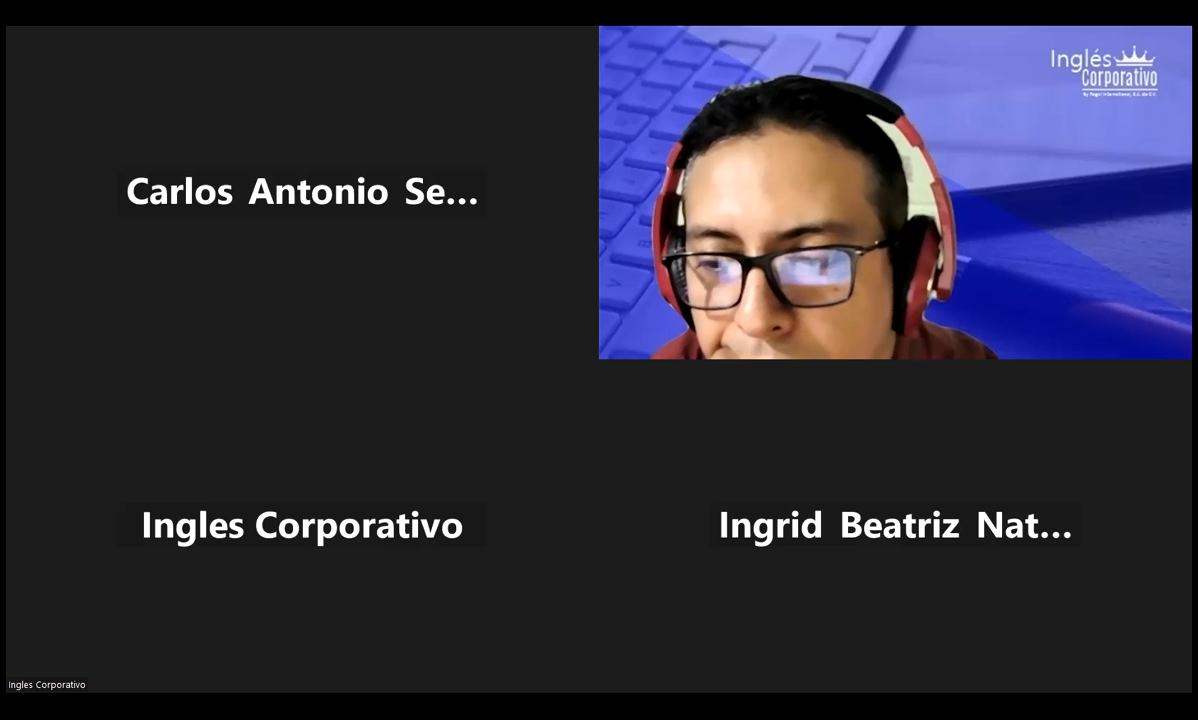 Carlos Antonio Se...
Inglés
Corporativo
Ingles Corporativo
Ingrid Beatriz Nat...
Ingles Corporativo